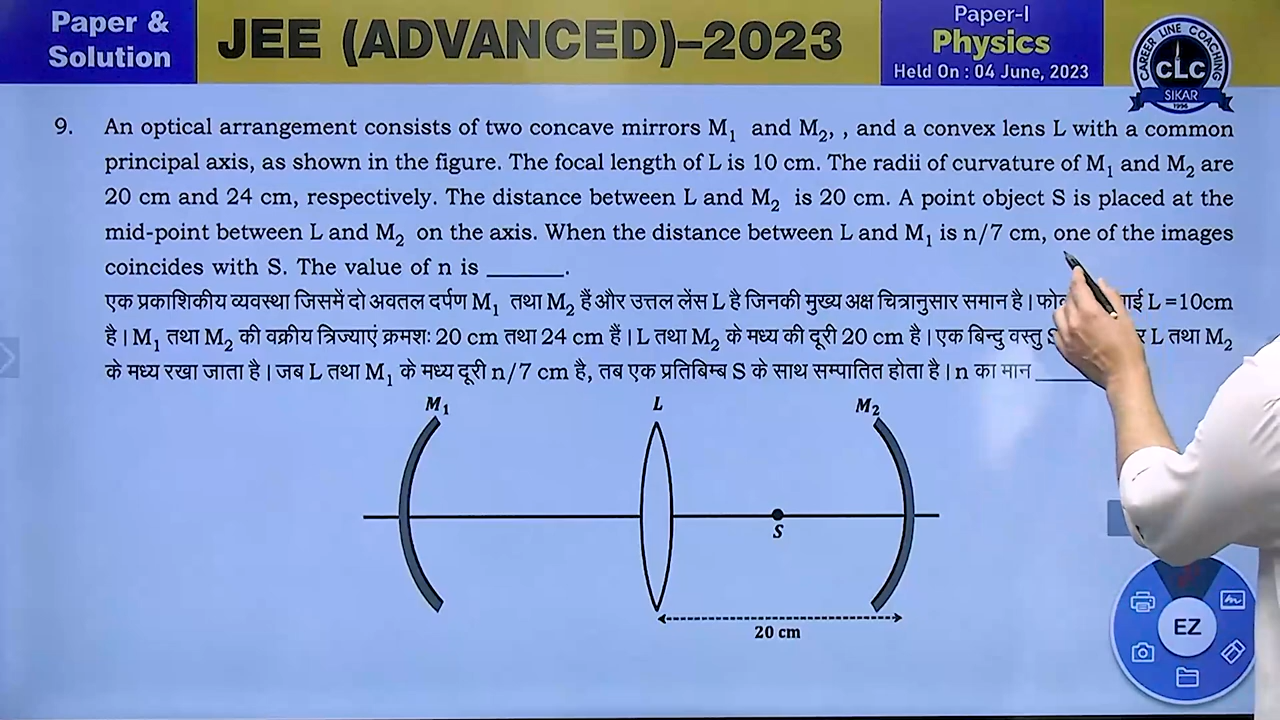 Paper &
Solution
JEE (ADVANCED)–2023
Paper-I
Physics
Held On : 04 June, 2023
CAREER LINE COACHING
CLC
SIKAR
1996
9. An optical arrangement consists of two concave mirrors M₁ and M₂, , and a convex lens L with a common
principal axis, as shown in the figure. The focal length of L is 10 cm. The radii of curvature of M₁ and M₂ are
20 cm and 24 cm, respectively. The distance between L and M₂ is 20 cm. A point object S is placed at the
mid-point between L and M₂ on the axis. When the distance between L and M₁ is n/7 cm, one of the images
coincides with S. The value of n is ______.
एक प्रकाशिकीय व्यवस्था जिसमें दो अवतल दर्पण M₁ तथा M₂ हैं और उत्तल लेंस L है जिनकी मुख्य अक्ष चित्रानुसार समान है। L =10cm
है। M₁ तथा M₂ की वक्रीय त्रिज्याएं क्रमशः 20 cm तथा 24 cm हैं। L तथा M₂ के मध्य की दूरी 20 cm है। एक बिन्दु वस्तु L तथा M₂
के मध्य रखा जाता है। जब L तथा M₁ के मध्य दूरी n/7 cm है, तब एक प्रतिबिम्ब S के साथ सम्पातित होता है। n का मान ______
M₁ L M₂
S
20 cm
EZ